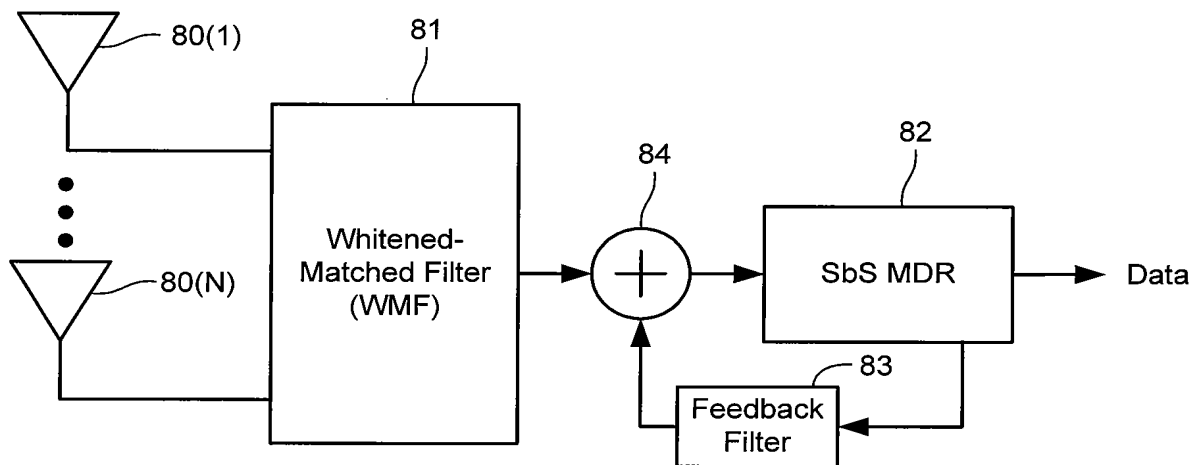 80(1)
81
82
84
Whitened-
Matched Filter
(WMF)
+
SbS MDR
Data
80(N)
83
Feedback
Filter